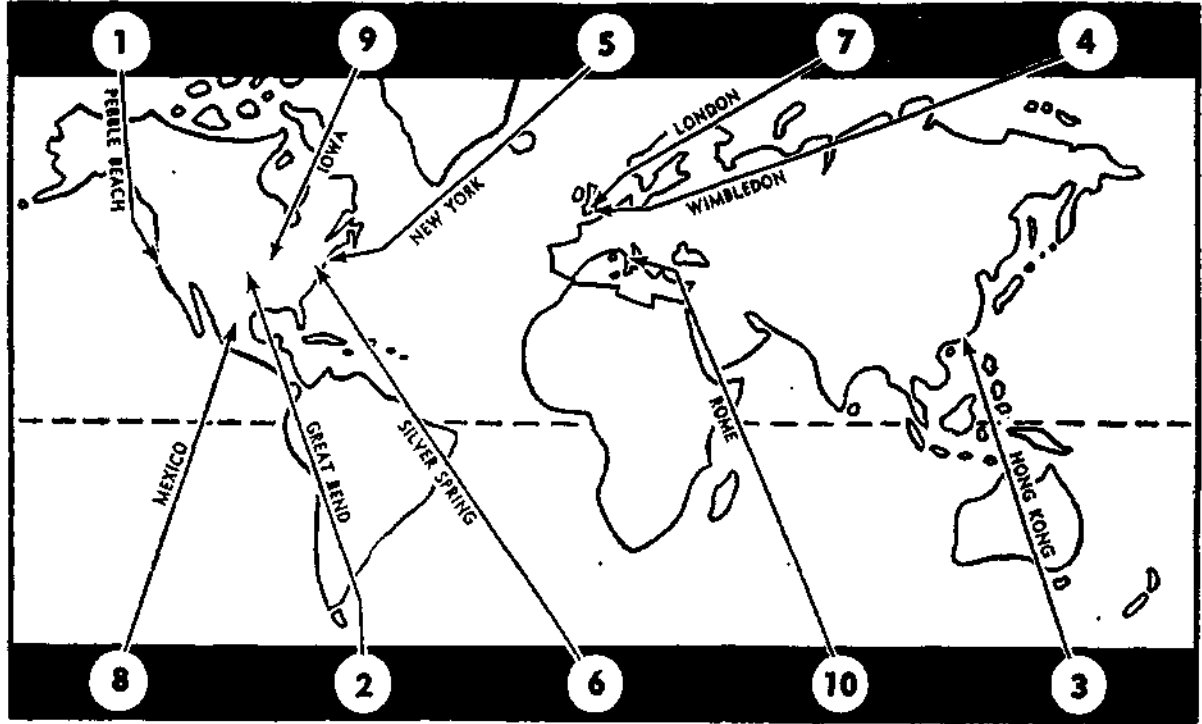 1
9
5
7
4
PEBBLE BEACH
IOWA
NEW YORK
LONDON
WIMBLEDON
MEXICO
GREAT BEND
SILVER SPRING
ROME
HONG KONG
8
2
6
10
3